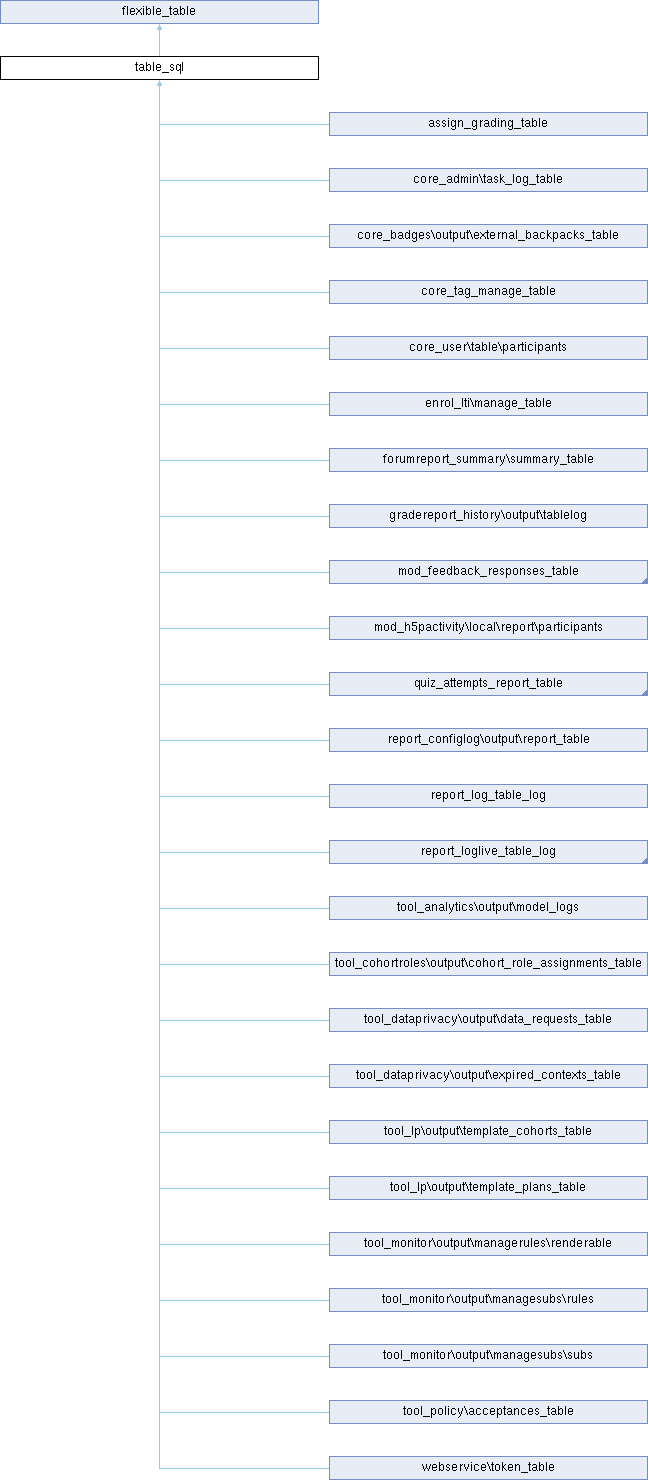 flexible_table
table_sql
assign_grading_table
core_admin\task_log_table
core_badges\output\external_backpacks_table
core_tag_manage_table
core_user\table\participants
enrol_lti\manage_table
forumreport_summary\summary_table
gradereport_history\output\tablelog
mod_feedback_responses_table
mod_h5pactivity\local\report\participants
quiz_attempts_report_table
report_configlog\output\report_table
report_log_table_log
report_loglive_table_log
tool_analytics\output\model_logs
tool_cohortroles\output\cohort_role_assignments_table
tool_dataprivacy\output\data_requests_table
tool_dataprivacy\output\expired_contexts_table
tool_lp\output\template_cohorts_table
tool_lp\output\template_plans_table
tool_monitor\output\managerules\renderable
tool_monitor\output\managesubs\rules
tool_monitor\output\managesubs\subs
tool_policy\acceptances_table
webservice\token_table